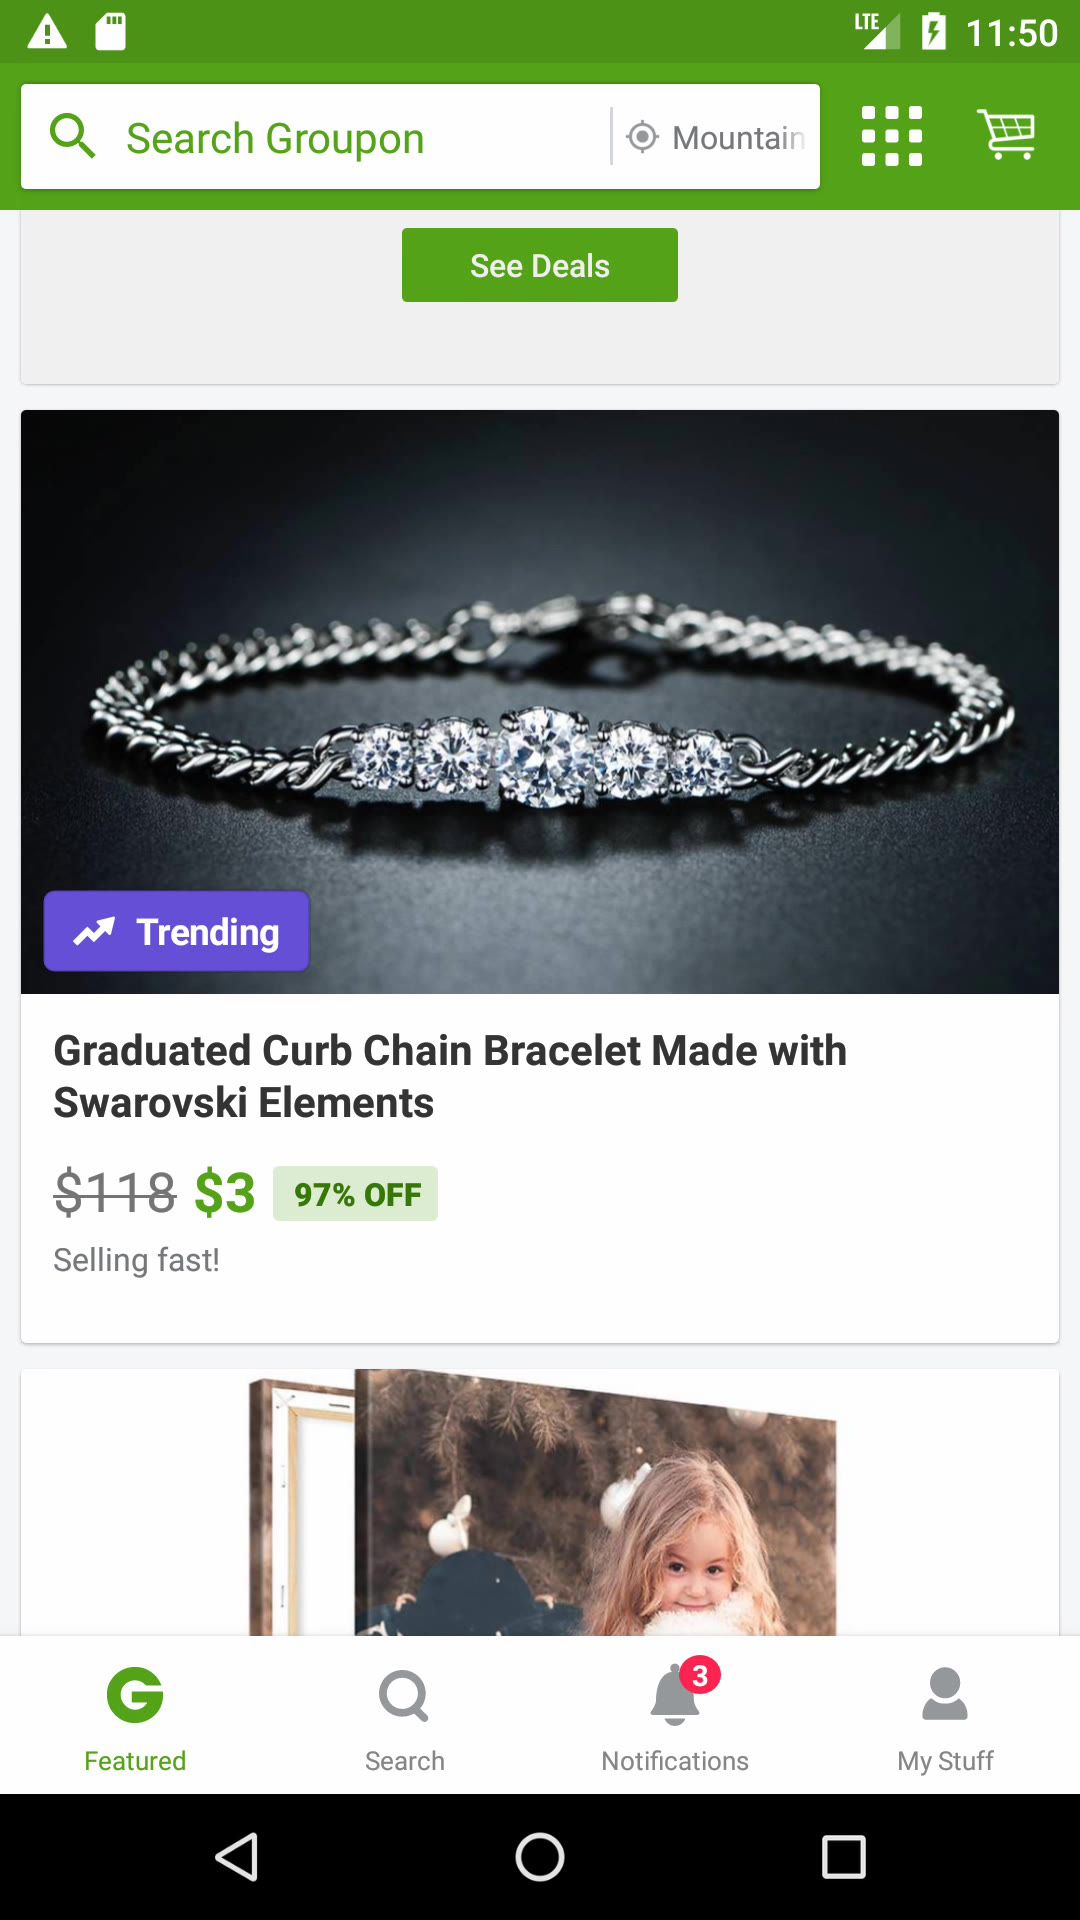 LTE 11:50
Search Groupon Mountain
See Deals
Trending
Graduated Curb Chain Bracelet Made with
Swarovski Elements
$118 $3 97% OFF
Selling fast!
3
Featured Search Notifications My Stuff